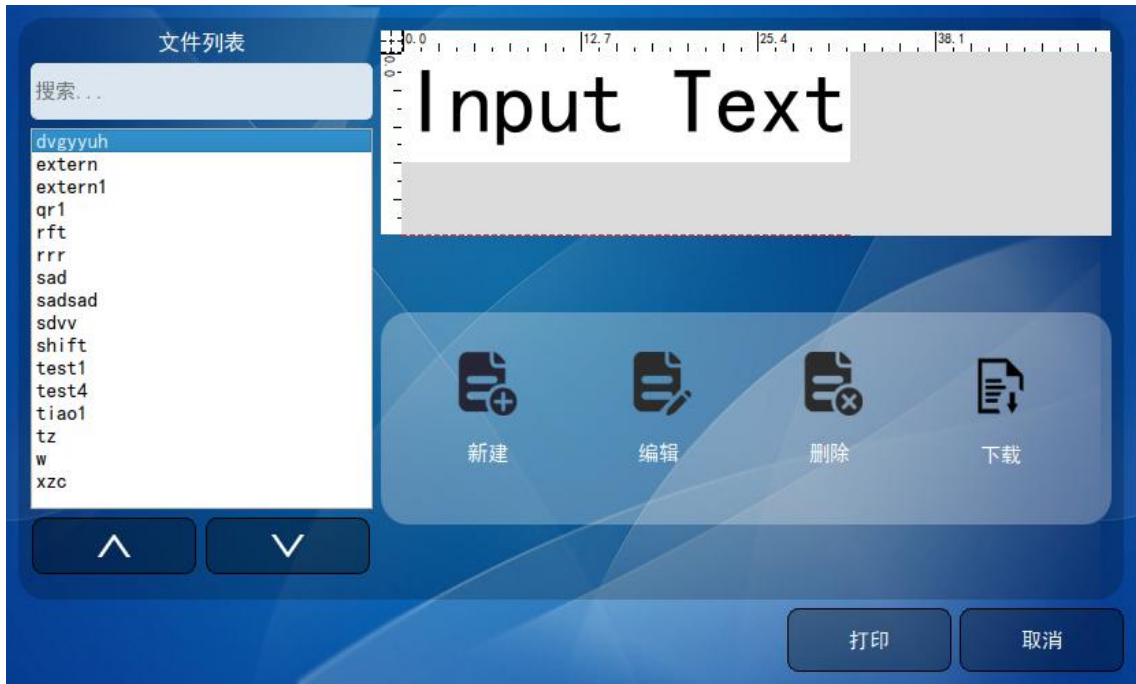 文件列表
搜索...
dvgyyuh
extern
extern1
qr1
rft
rrr
sad
sadsad
sdvv
shift
test1
test4
tiao1
tz
w
xzc
0.0 12.7 25.4 38.1
0.0
Input Text
新建 编辑 删除 下载
打印 取消